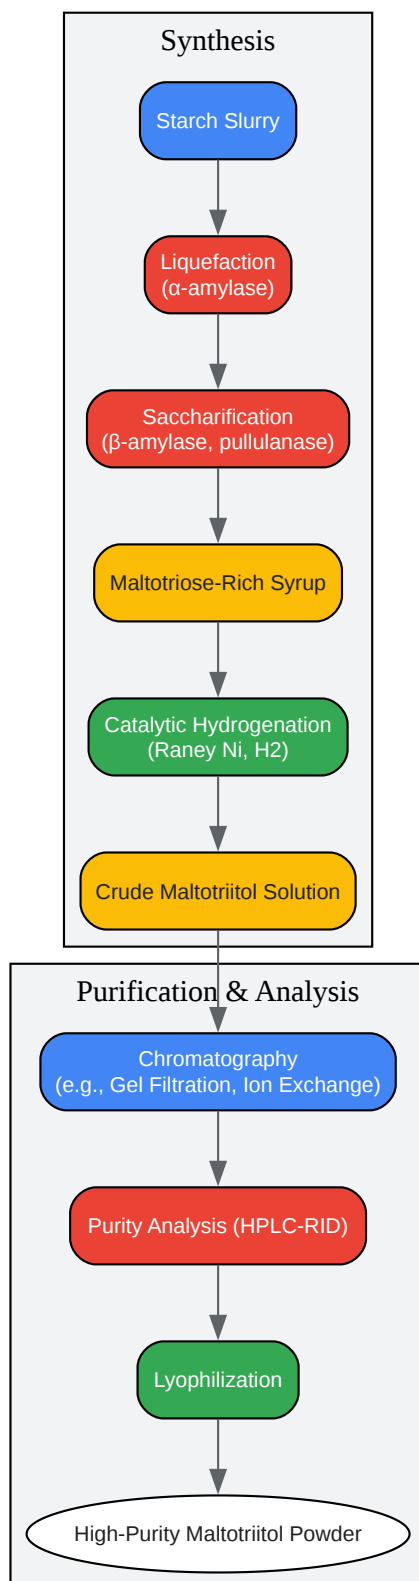 Synthesis
Starch Slurry
Liquefaction
(α-amylase)
Saccharification
(β-amylase, pullulanase)
Maltotriose-Rich Syrup
Catalytic Hydrogenation
(Raney Ni, H2)
Crude Maltotriitol Solution
Purification & Analysis
Chromatography
(e.g., Gel Filtration, Ion Exchange)
Purity Analysis (HPLC-RID)
Lyophilization
High-Purity Maltotriitol Powder